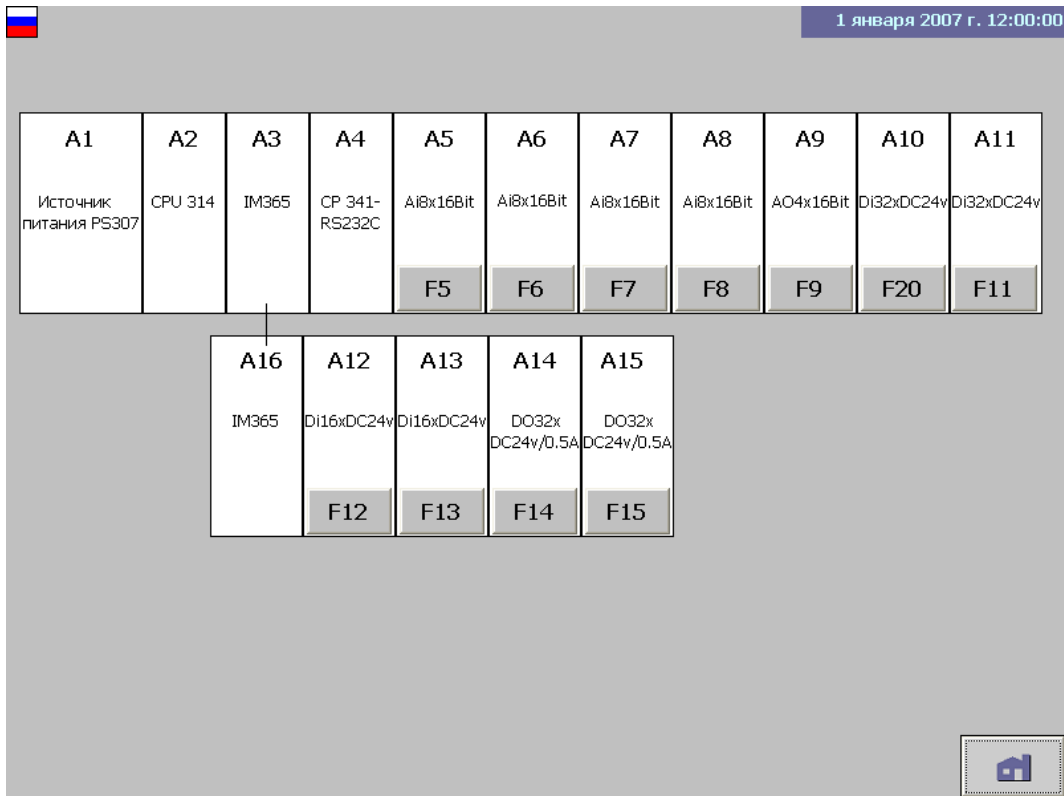 1 января 2007 г. 12:00:00
A1 A2 A3 A4 A5 A6 A7 A8 A9 A10 A11
Источник CPU 314 IM365 CP 341- Ai8x16Bit Ai8x16Bit Ai8x16Bit Ai8x16Bit AO4x16Bit Di32xDC24v Di32xDC24v
питания PS307 RS232C
F5 F6 F7 F8 F9 F20 F11
A16 A12 A13 A14 A15
IM365 Di16xDC24v Di16xDC24v DO32x DO32x
DC24v/0.5A DC24v/0.5A
F12 F13 F14 F15